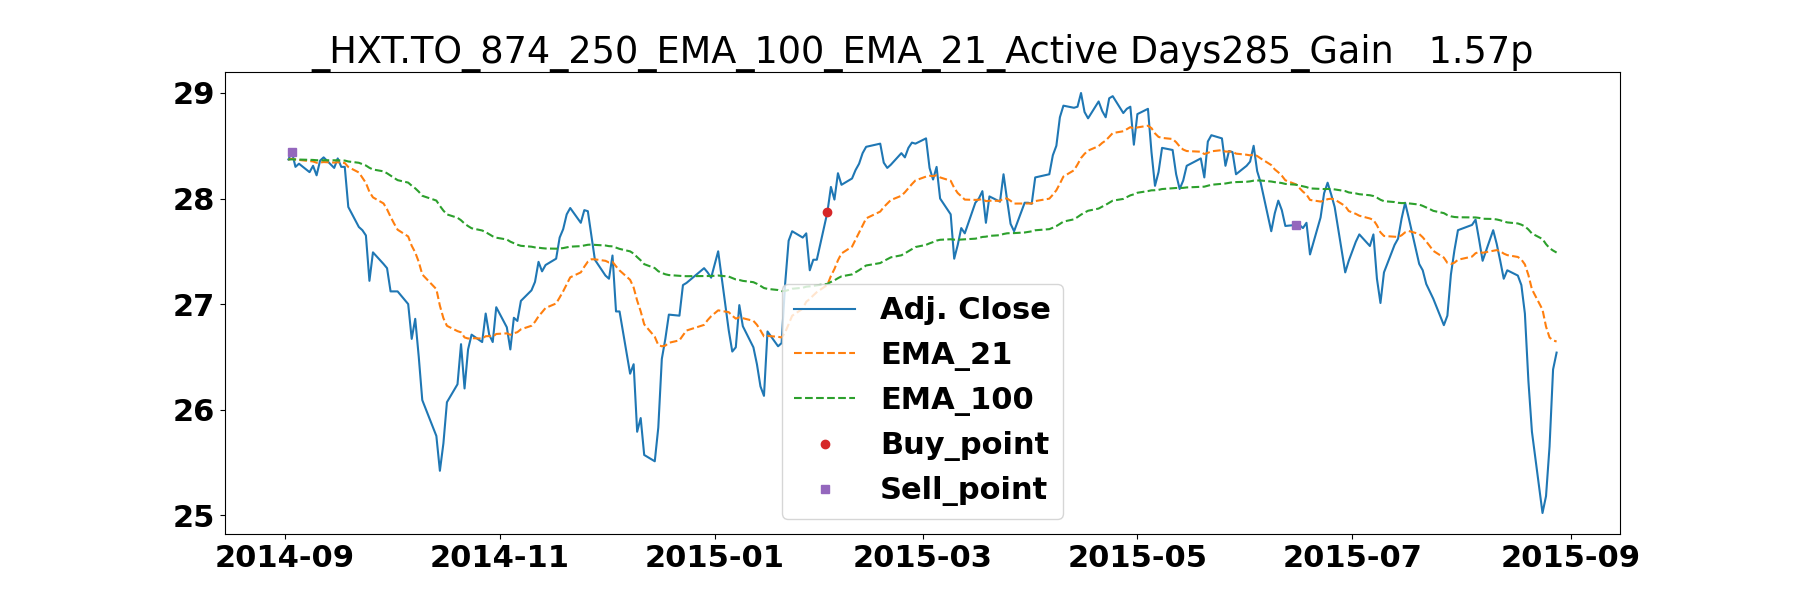 _HXT.TO_874_250_EMA_100_EMA_21_Active Days285_Gain   1.57p
29
28
27
26
25
Adj. Close
EMA_21
EMA_100
Buy_point
Sell_point
2014-09 2014-11 2015-01 2015-03 2015-05 2015-07 2015-09